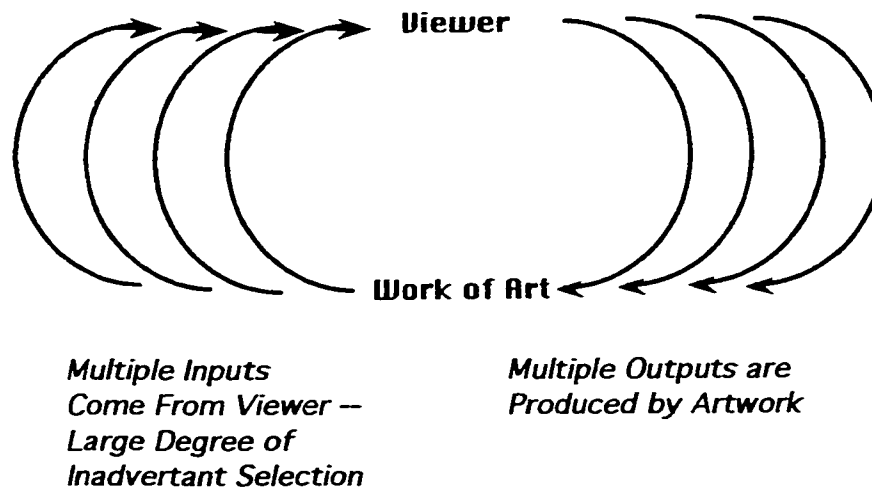 Viewer
Work of Art
Multiple Inputs
Come From Viewer --
Large Degree of
Inadvertant Selection
Multiple Outputs are
Produced by Artwork